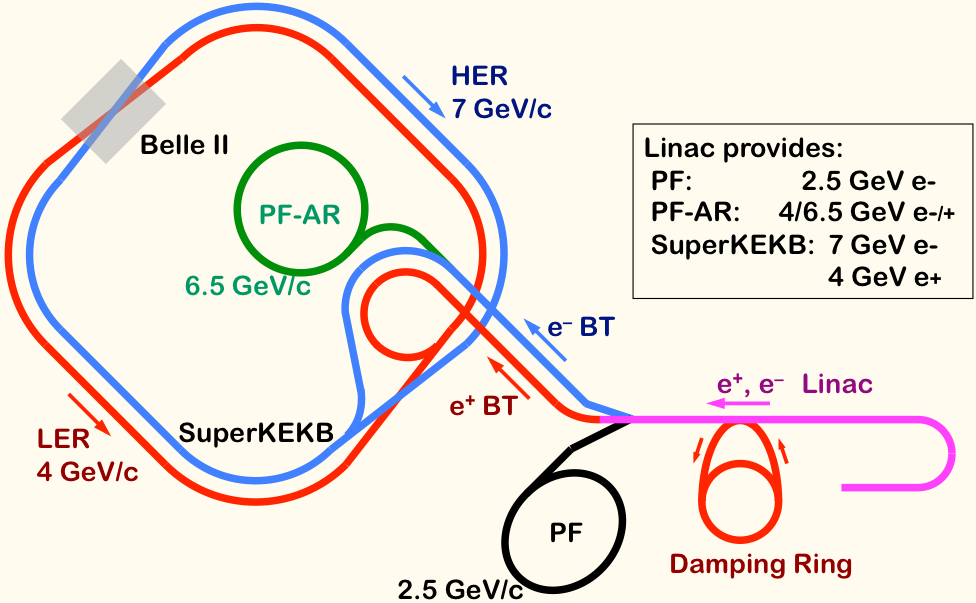 HER
7 GeV/c
Belle II
PF-AR
6.5 GeV/c
Linac provides:
PF: 2.5 GeV e-
PF-AR: 4/6.5 GeV e-/+
SuperKEKB: 7 GeV e-
4 GeV e+
e– BT
e+ BT
e+, e– Linac
LER
4 GeV/c
SuperKEKB
PF
2.5 GeV/c
Damping Ring